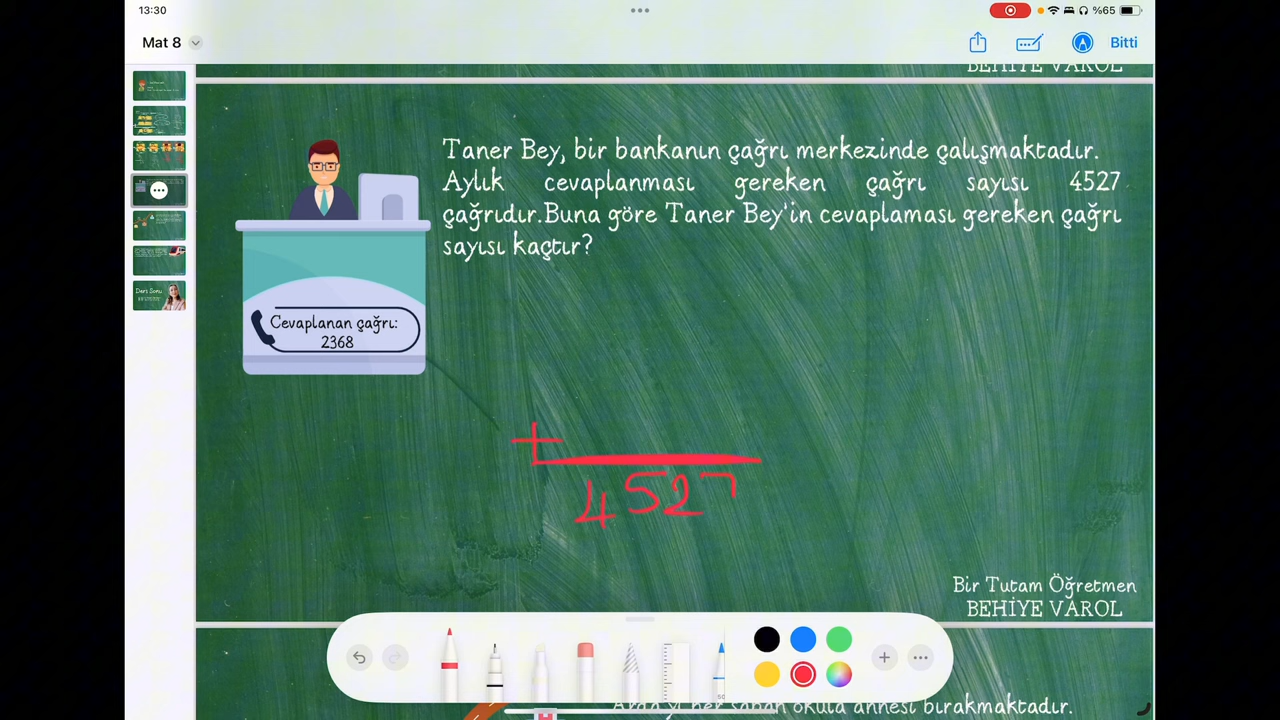 13:30
%65
Mat 8
Bitti
BEHİYE VAROL
Taner Bey, bir bankanın çağrı merkezinde çalışmaktadır.
Aylık cevaplanması gereken çağrı sayısı 4527
çağrıdır.Buna göre Taner Bey'in cevaplaması gereken çağrı
sayısı kaçtır?
Cevaplanan çağrı:
2368
+
4527
Bir Tutam Öğretmen
BEHİYE VAROL
Arda'yı her sabah okula annesi bırakmaktadır.
Ders Sonu